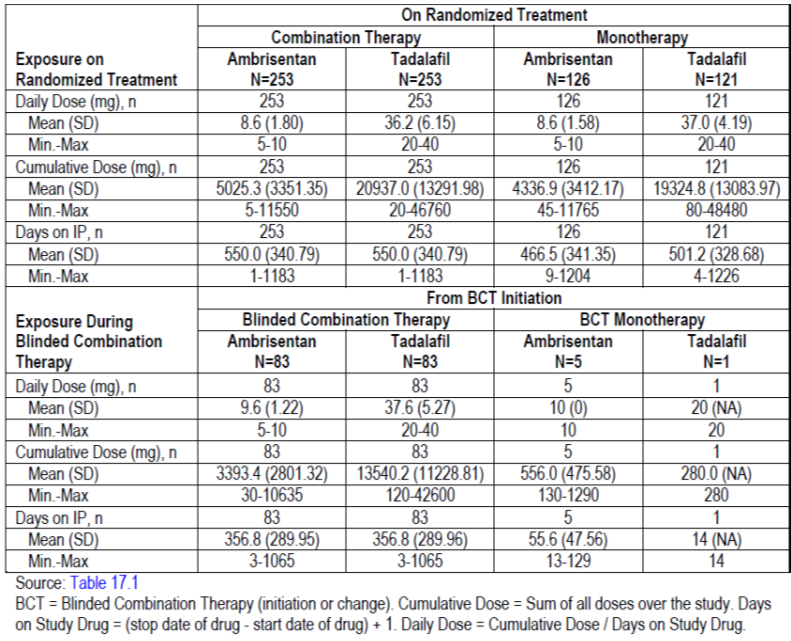 On Randomized Treatment
Combination Therapy Monotherapy
Exposure on Randomized Treatment Ambrisentan N=253 Tadalafil N=253 Ambrisentan N=126 Tadalafil N=121
Daily Dose (mg), n 253 253 126 121
Mean (SD) 8.6 (1.80) 36.2 (6.15) 8.6 (1.58) 37.0 (4.19)
Min.-Max 5-10 20-40 5-10 20-40
Cumulative Dose (mg), n 253 253 126 121
Mean (SD) 5025.3 (3351.35) 20937.0 (13291.98) 4336.9 (3412.17) 19324.8 (13083.97)
Min.-Max 5-11550 20-46760 45-11765 80-48480
Days on IP, n 253 253 126 121
Mean (SD) 550.0 (340.79) 550.0 (340.79) 466.5 (341.35) 501.2 (328.68)
Min.-Max 1-1183 1-1183 9-1204 4-1226
From BCT Initiation
Blinded Combination Therapy BCT Monotherapy
Exposure During Blinded Combination Therapy Ambrisentan N=83 Tadalafil N=83 Ambrisentan N=5 Tadalafil N=1
Daily Dose (mg), n 83 83 5 1
Mean (SD) 9.6 (1.22) 37.6 (5.27) 10 (0) 20 (NA)
Min.-Max 5-10 20-40 10 20
Cumulative Dose (mg), n 83 83 5 1
Mean (SD) 3393.4 (2801.32) 13540.2 (11228.81) 556.0 (475.58) 280.0 (NA)
Min.-Max 30-10635 120-42600 130-1290 280
Days on IP, n 83 83 5 1
Mean (SD) 356.8 (289.95) 356.8 (289.96) 55.6 (47.56) 14 (NA)
Min.-Max 3-1065 3-1065 13-129 14
Source: Table 17.1
BCT = Blinded Combination Therapy (initiation or change). Cumulative Dose = Sum of all doses over the study. Days
on Study Drug = (stop date of drug - start date of drug) + 1. Daily Dose = Cumulative Dose / Days on Study Drug.